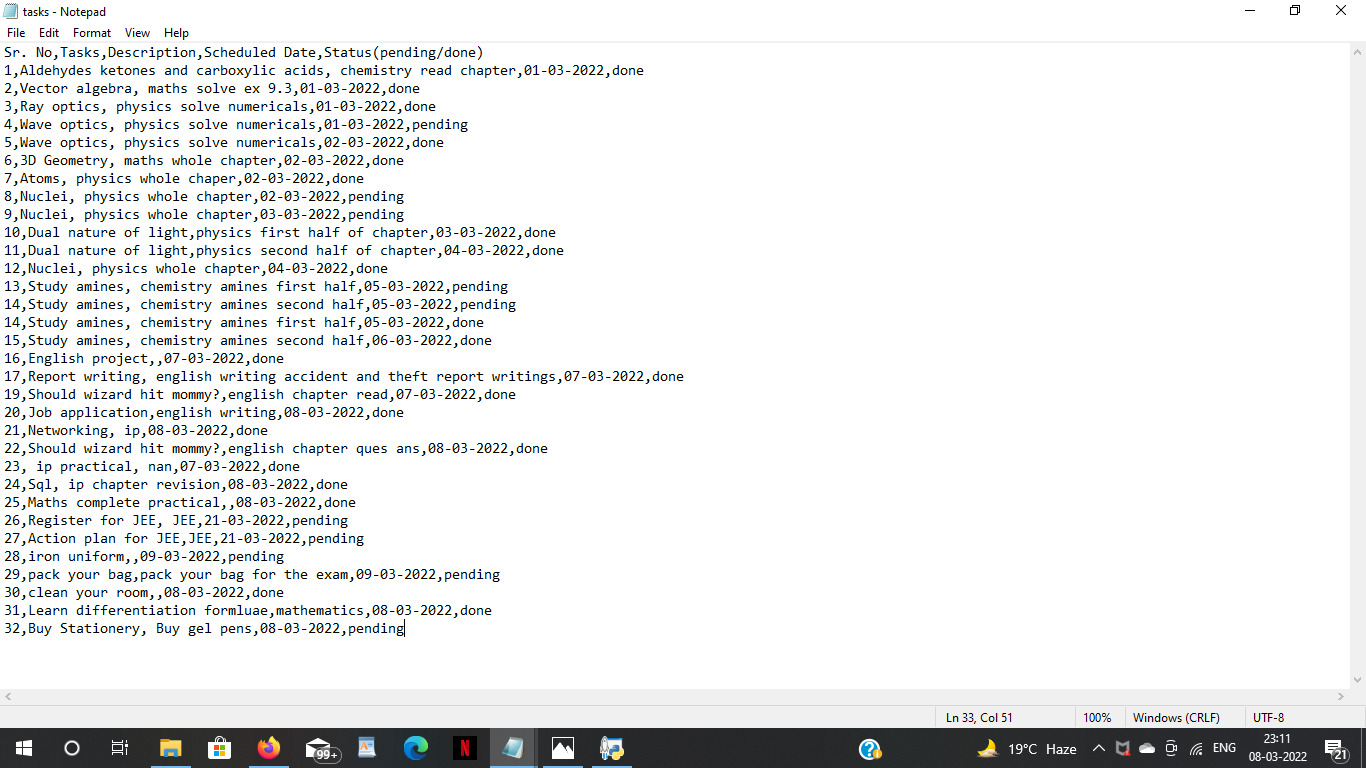 tasks - Notepad
File Edit Format View Help
Sr. No,Tasks,Description,Scheduled Date,Status(pending/done)
1,Aldehydes ketones and carboxylic acids, chemistry read chapter,01-03-2022,done
2,Vector algebra, maths solve ex 9.3,01-03-2022,done
3,Ray optics, physics solve numericals,01-03-2022,done
4,Wave optics, physics solve numericals,01-03-2022,pending
5,Wave optics, physics solve numericals,02-03-2022,done
6,3D Geometry, maths whole chapter,02-03-2022,done
7,Atoms, physics whole chaper,02-03-2022,done
8,Nuclei, physics whole chapter,02-03-2022,pending
9,Nuclei, physics whole chapter,03-03-2022,pending
10,Dual nature of light,physics first half of chapter,03-03-2022,done
11,Dual nature of light,physics second half of chapter,04-03-2022,done
12,Nuclei, physics whole chapter,04-03-2022,done
13,Study amines, chemistry amines first half,05-03-2022,pending
14,Study amines, chemistry amines second half,05-03-2022,pending
14,Study amines, chemistry amines first half,05-03-2022,done
15,Study amines, chemistry amines second half,06-03-2022,done
16,English project,,07-03-2022,done
17,Report writing, english writing accident and theft report writings,07-03-2022,done
19,Should wizard hit mommy?,english chapter read,07-03-2022,done
20,Job application,english writing,08-03-2022,done
21,Networking, ip,08-03-2022,done
22,Should wizard hit mommy?,english chapter ques ans,08-03-2022,done
23, ip practical, nan,07-03-2022,done
24,Sql, ip chapter revision,08-03-2022,done
25,Maths complete practical,,08-03-2022,done
26,Register for JEE, JEE,21-03-2022,pending
27,Action plan for JEE,JEE,21-03-2022,pending
28,iron uniform,,09-03-2022,pending
29,pack your bag,pack your bag for the exam,09-03-2022,pending
30,clean your room,,08-03-2022,done
31,Learn differentiation formluae,mathematics,08-03-2022,done
32,Buy Stationery, Buy gel pens,08-03-2022,pending
Ln 33, Col 51 100% Windows (CRLF) UTF-8
99+ N 19°C Haze ENG 23:11 21
08-03-2022